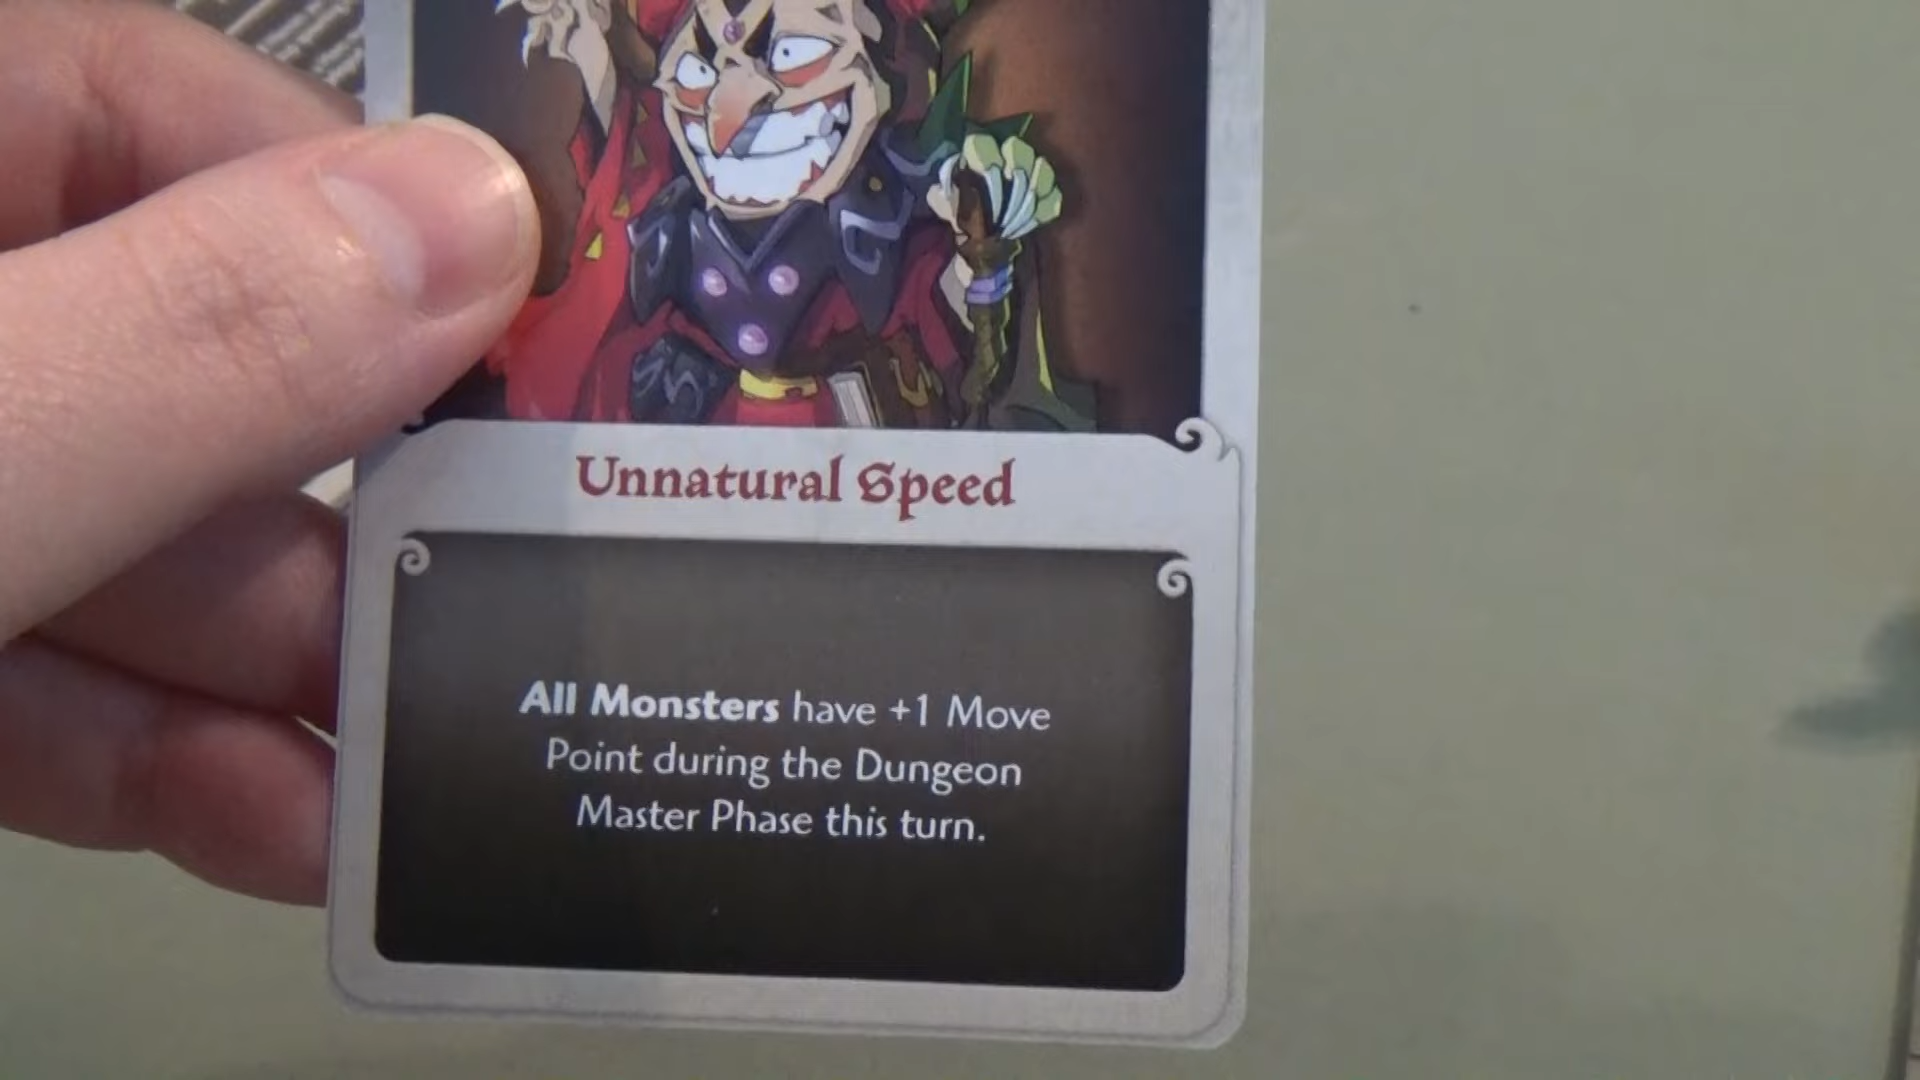 Unnatural Speed
All Monsters have +1 Move
Point during the Dungeon
Master Phase this turn.